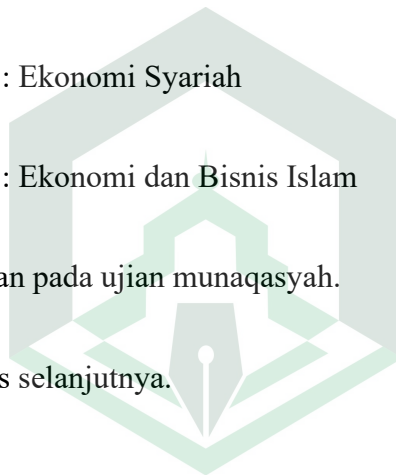 : Ekonomi Syariah
: Ekonomi dan Bisnis Islam
an pada ujian munaqasyah.
s selanjutnya.